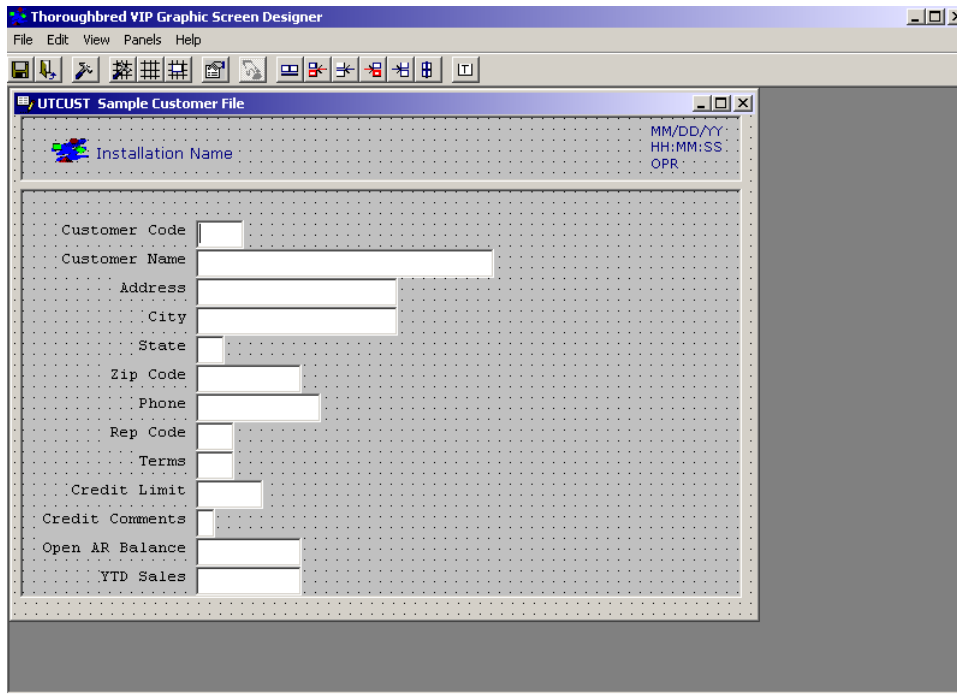 Thoroughbred VIP Graphic Screen Designer
File Edit View Panels Help
T
UTCUST Sample Customer File
MM/DD/YY
Installation Name HH:MM:SS
OPR
Customer Code
Customer Name
Address
City
State
Zip Code
Phone
Rep Code
Terms
Credit Limit
Credit Comments
Open AR Balance
YTD Sales